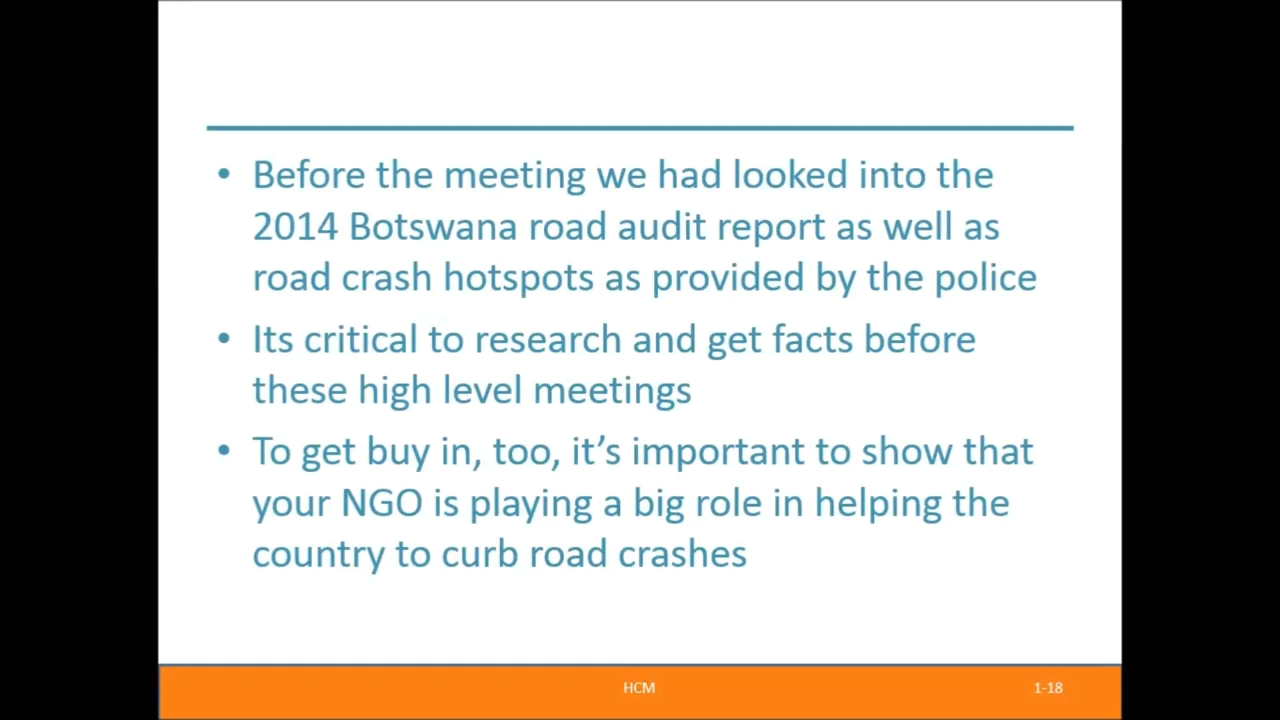 • Before the meeting we had looked into the
2014 Botswana road audit report as well as
road crash hotspots as provided by the police
• Its critical to research and get facts before
these high level meetings
• To get buy in, too, it’s important to show that
your NGO is playing a big role in helping the
country to curb road crashes
HCM
1-18